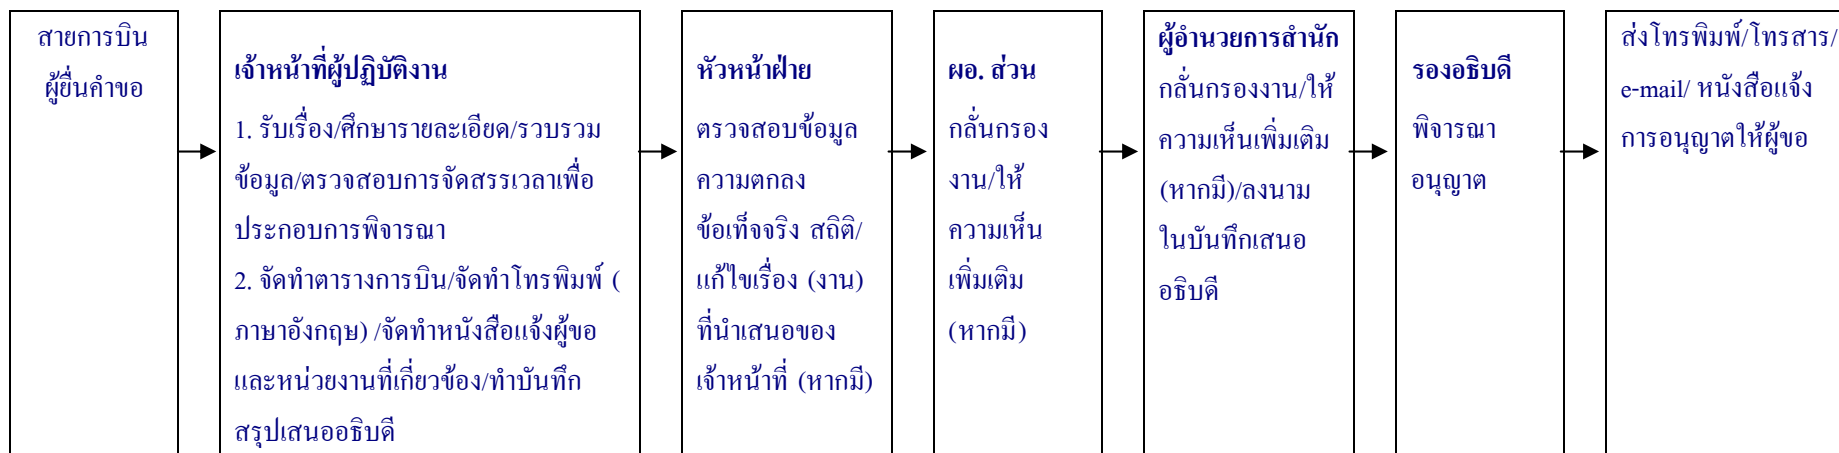 สายการบิน
ผู้ยื่นคำขอ
เจ้าหน้าที่ผู้ปฏิบัติงาน
1. รับเรื่อง/ศึกษารายละเอียด/รวบรวม
ข้อมูล/ตรวจสอบการจัดสรรเวลาเพื่อ
ประกอบการพิจารณา
2. จัดทำตารางการบิน/จัดทำโทรพิมพ์ (
ภาษาอังกฤษ) /จัดทำหนังสือแจ้งผู้ขอ
และหน่วยงานที่เกี่ยวข้อง/ทำบันทึก
สรุปเสนออธิบดี
หัวหน้าฝ่าย
ตรวจสอบข้อมูล
ความตกลง
ข้อเท็จจริง สถิติ/
แก้ไขเรื่อง (งาน)
ที่นำเสนอของ
เจ้าหน้าที่ (หากมี)
ผอ. ส่วน
กลั่นกรอง
งาน/ให้
ความเห็น
เพิ่มเติม
(หากมี)
ผู้อำนวยการสำนัก
กลั่นกรองงาน/ให้
ความเห็นเพิ่มเติม
(หากมี)/ลงนาม
ในบันทึกเสนอ
อธิบดี
รองอธิบดี
พิจารณา
อนุญาต
ส่งโทรพิมพ์/โทรสาร/
e-mail/ หนังสือแจ้ง
การอนุญาตให้ผู้ขอ